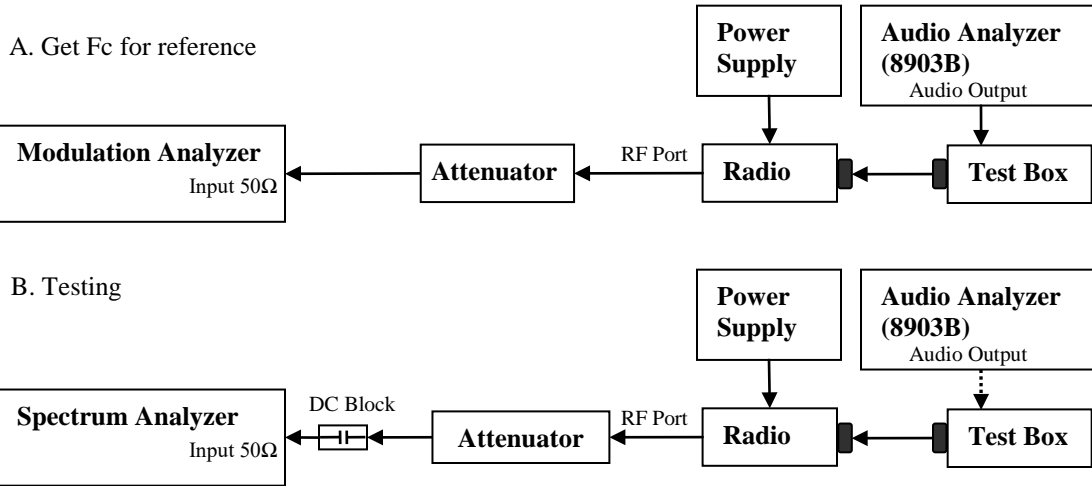 A. Get Fc for reference
Power
Supply
Audio Analyzer
(8903B)
Audio Output
Modulation Analyzer
Input 50Ω
Attenuator
RF Port
Radio
Test Box
B. Testing
Power
Supply
Audio Analyzer
(8903B)
Audio Output
Spectrum Analyzer
Input 50Ω
DC Block
Attenuator
RF Port
Radio
Test Box